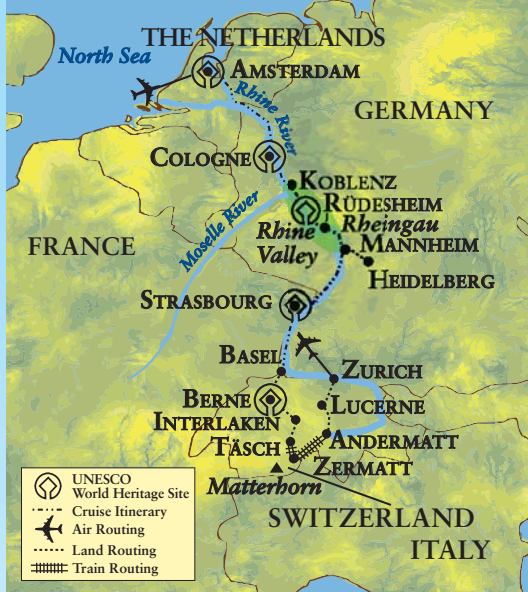 THE NETHERLANDS
North Sea
AMSTERDAM
Rhine River
GERMANY
COLOGNE
KOBLENZ
RÜDESHEIM
Rheingau
Rhine
Valley
MANNHEIM
Moselle River
FRANCE
HEIDELBERG
STRASBOURG
BASEL
ZURICH
BERNE
LUCERNE
INTERLAKEN
TÄSCH
ANDERMATT
ZERMATT
Matterhorn
SWITZERLAND
ITALY
UNESCO
World Heritage Site
Cruise Itinerary
Air Routing
Land Routing
Train Routing